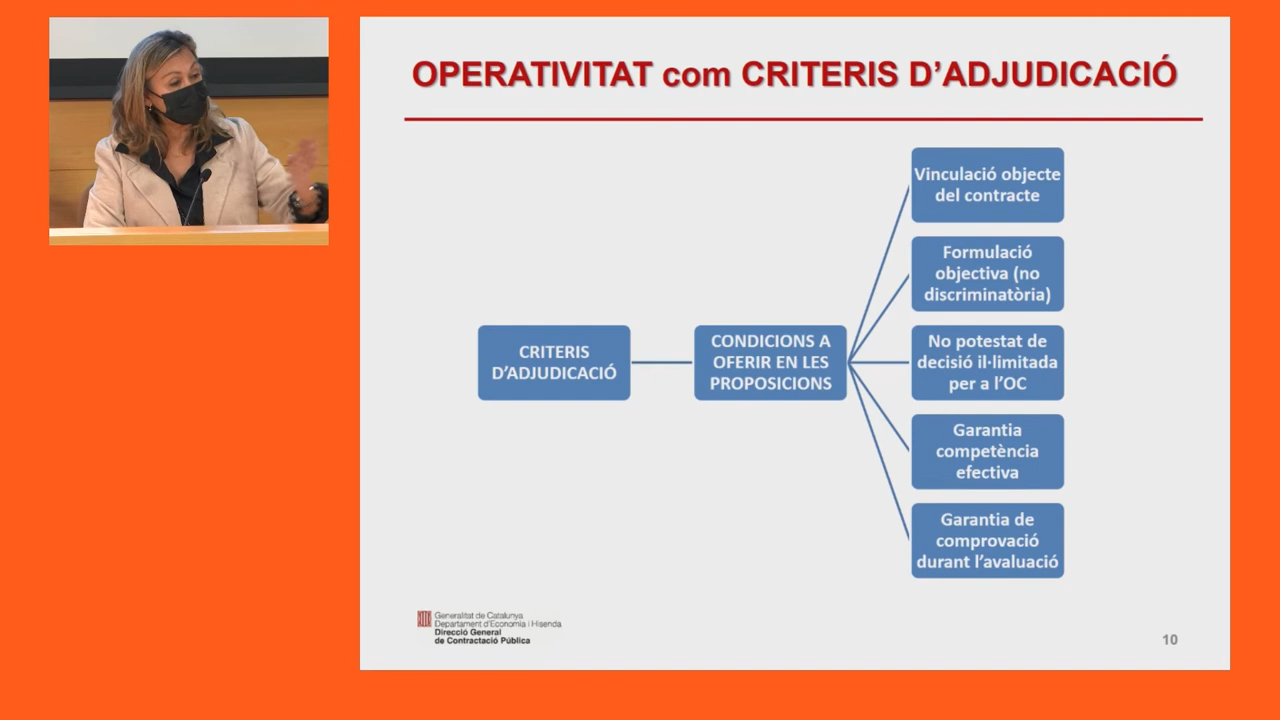 OPERATIVITAT com CRITERIS D’ADJUDICACIÓ
CRITERIS
D’ADJUDICACIÓ
CONDICIONS A
OFERIR EN LES
PROPOSICIONS
Vinculació objecte
del contracte
Formulació
objectiva (no
discriminatòria)
No potestat de
decisió il·limitada
per a l’OC
Garantia
competència
efectiva
Garantia de
comprovació
durant l’avaluació
Generalitat de Catalunya
Departament d’Economia i Hisenda
Direcció General
de Contractació Pública
10